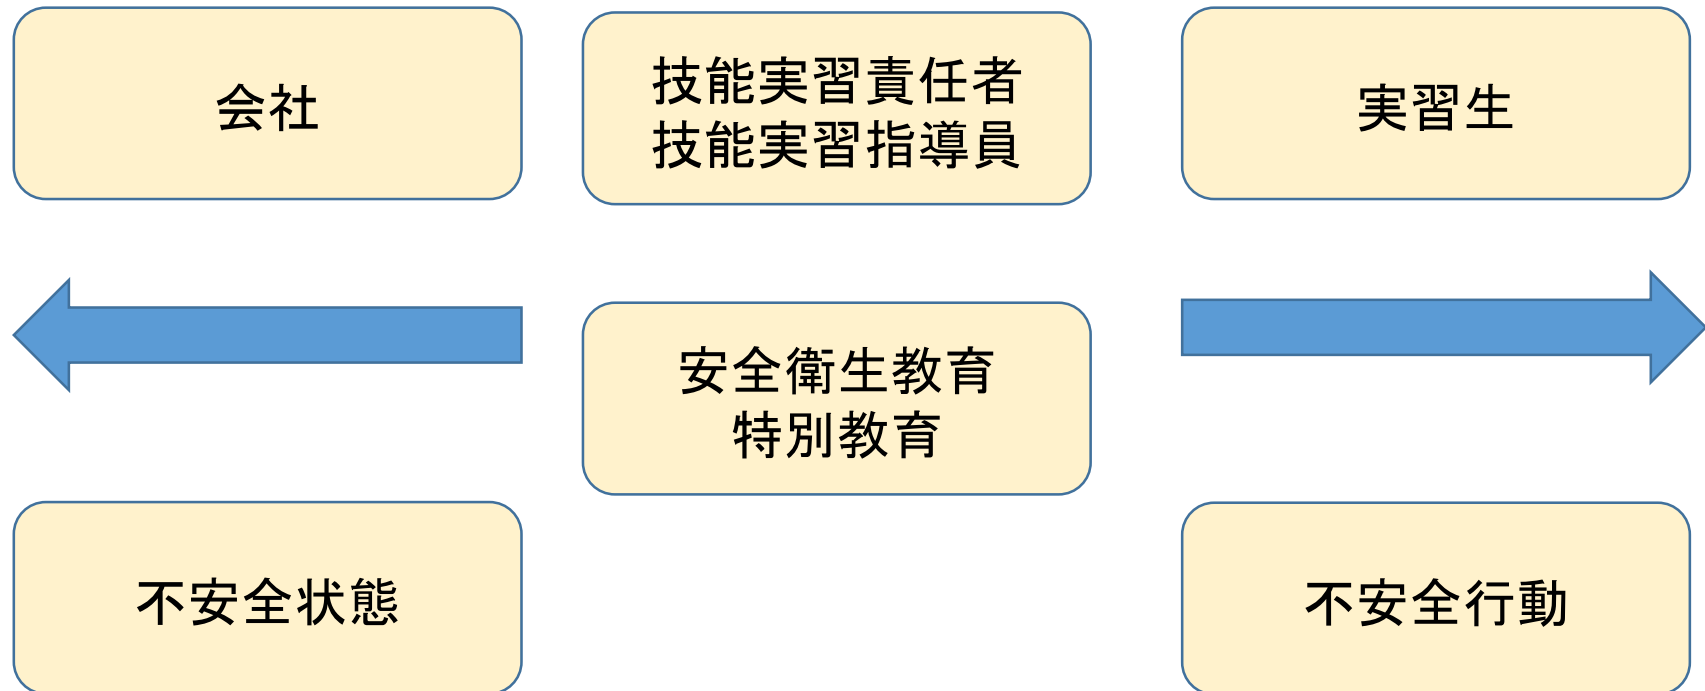 会社
技能実習責任者
技能実習指導員
実習生
安全衛生教育
特別教育
不安全状態
不安全行動